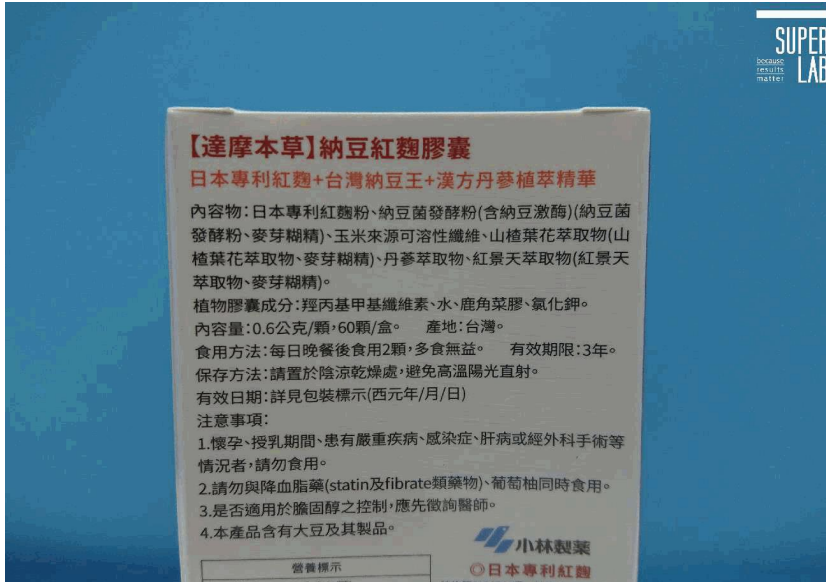 SUPER
LAB
because
results
matter
【達摩本草】納豆紅麴膠囊
日本專利紅麴+台灣納豆王+漢方丹蔘植萃精華
內容物:日本專利紅麴粉、納豆菌發酵粉(含納豆激酶)(納豆菌
發酵粉、麥芽糊精)、玉米來源可溶性纖維、山楂葉花萃取物(山
楂葉花萃取物、麥芽糊精)、丹蔘萃取物、紅景天萃取物(紅景天
萃取物、麥芽糊精)。
植物膠囊成分:羥丙基甲基纖維素、水、鹿角菜膠、氯化鉀。
內容量:0.6公克/顆,60顆/盒。 產地:台灣。
食用方法:每日晚餐後食用2顆,多食無益。 有效期限:3年。
保存方法:請置於陰涼乾燥處,避免高溫陽光直射。
有效日期:詳見包裝標示(西元年/月/日)
注意事項:
1.懷孕、授乳期間、患有嚴重疾病、感染症、肝病或經外科手術等
情況者,請勿食用。
2.請勿與降血脂藥(statin及fibrate類藥物)、葡萄柚同時食用。
3.是否適用於膽固醇之控制,應先徵詢醫師。
4.本產品含有大豆及其製品。
小林製薬
◎日本專利紅麴
營養標示